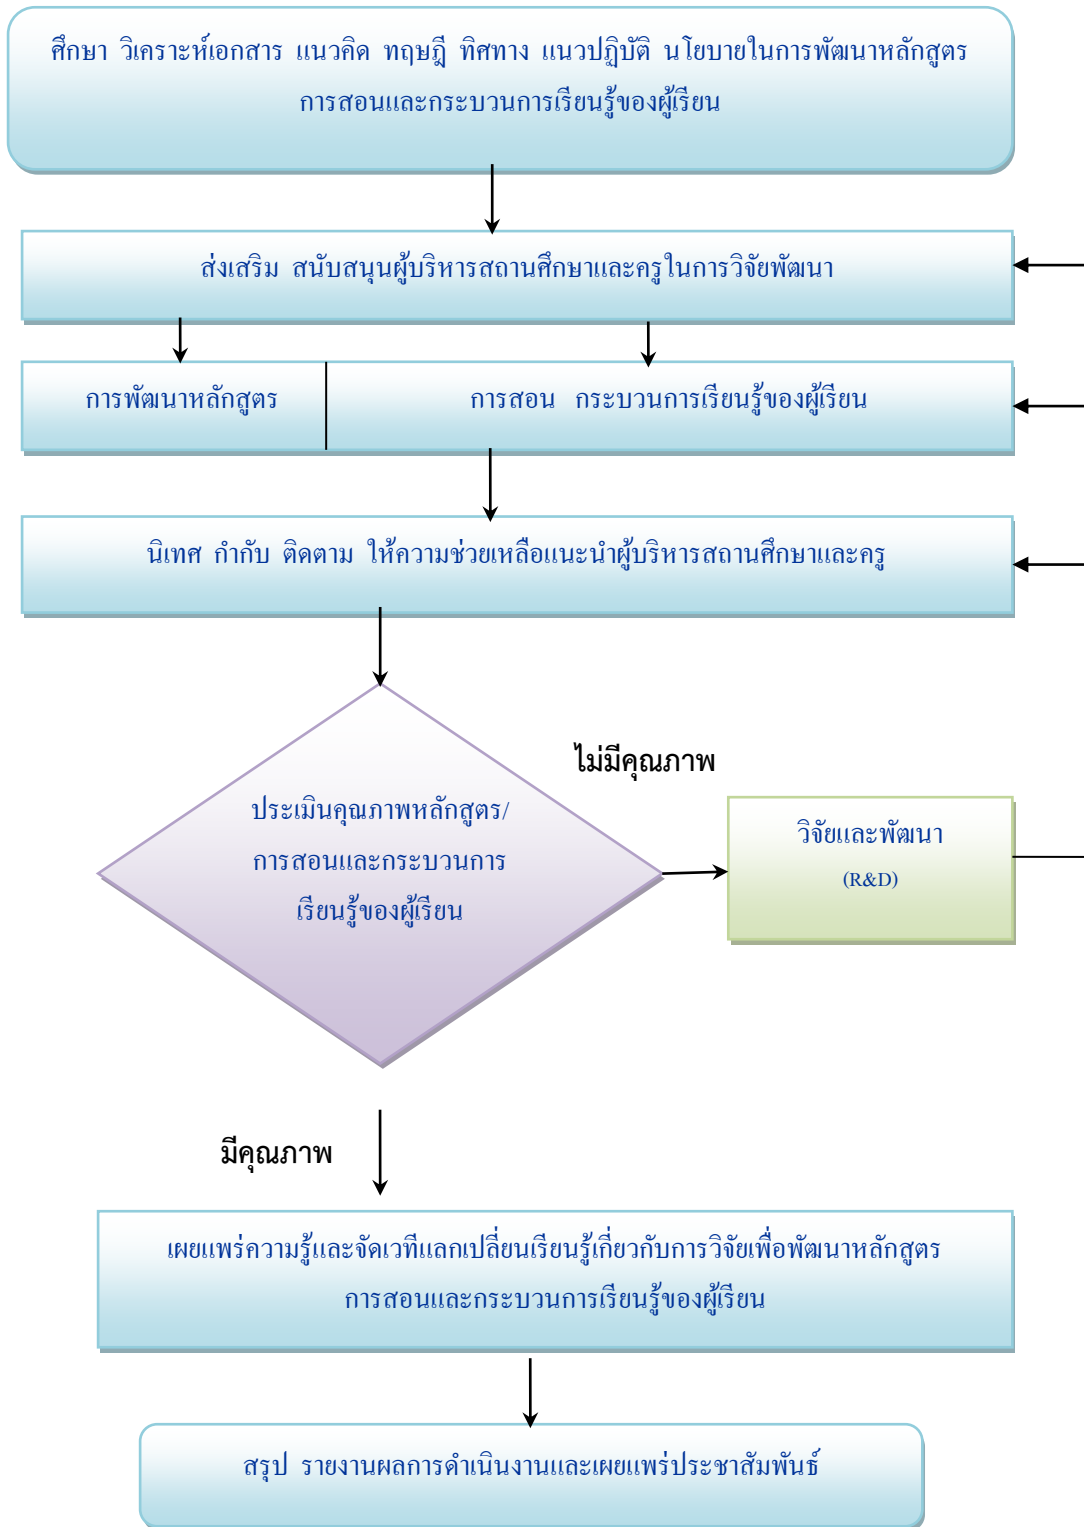 ศึกษา วิเคราะห์เอกสาร แนวคิด ทฤษฎี ทิศทาง แนวปฏิบัติ นโยบายในการพัฒนาหลักสูตร
การสอนและกระบวนการเรียนรู้ของผู้เรียน
ส่งเสริม สนับสนุนผู้บริหารสถานศึกษาและครูในการวิจัยพัฒนา
การพัฒนาหลักสูตร
การสอน กระบวนการเรียนรู้ของผู้เรียน
นิเทศ กำกับ ติดตาม ให้ความช่วยเหลือแนะนำผู้บริหารสถานศึกษาและครู
ไม่มีคุณภาพ
ประเมินคุณภาพหลักสูตร/
การสอนและกระบวนการ
เรียนรู้ของผู้เรียน
วิจัยและพัฒนา
(R&D)
มีคุณภาพ
เผยแพร่ความรู้และจัดเวทีแลกเปลี่ยนเรียนรู้เกี่ยวกับการวิจัยเพื่อพัฒนาหลักสูตร
การสอนและกระบวนการเรียนรู้ของผู้เรียน
สรุป รายงานผลการดำเนินงานและเผยแพร่ประชาสัมพันธ์